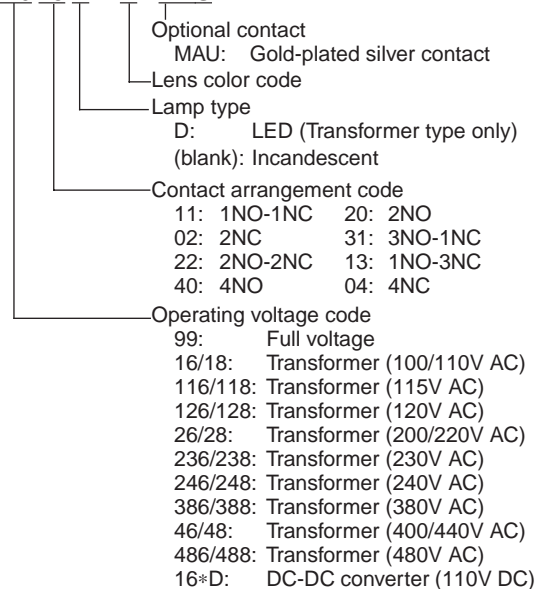 Optional contact
MAU: Gold-plated silver contact
Lens color code
Lamp type
D: LED (Transformer type only)
(blank): Incandescent
Contact arrangement code
11: 1NO-1NC 20: 2NO
02: 2NC 31: 3NO-1NC
22: 2NO-2NC 13: 1NO-3NC
40: 4NO 04: 4NC
Operating voltage code
99: Full voltage
16/18: Transformer (100/110V AC)
116/118: Transformer (115V AC)
126/128: Transformer (120V AC)
26/28: Transformer (200/220V AC)
236/238: Transformer (230V AC)
246/248: Transformer (240V AC)
386/388: Transformer (380V AC)
46/48: Transformer (400/440V AC)
486/488: Transformer (480V AC)
16*D: DC-DC converter (110V DC)